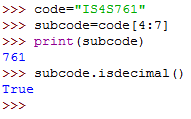 >>> code="IS4S761"
>>> subcode=code[4:7]
>>> print(subcode)
761
>>> subcode.isdecimal()
True
>>>